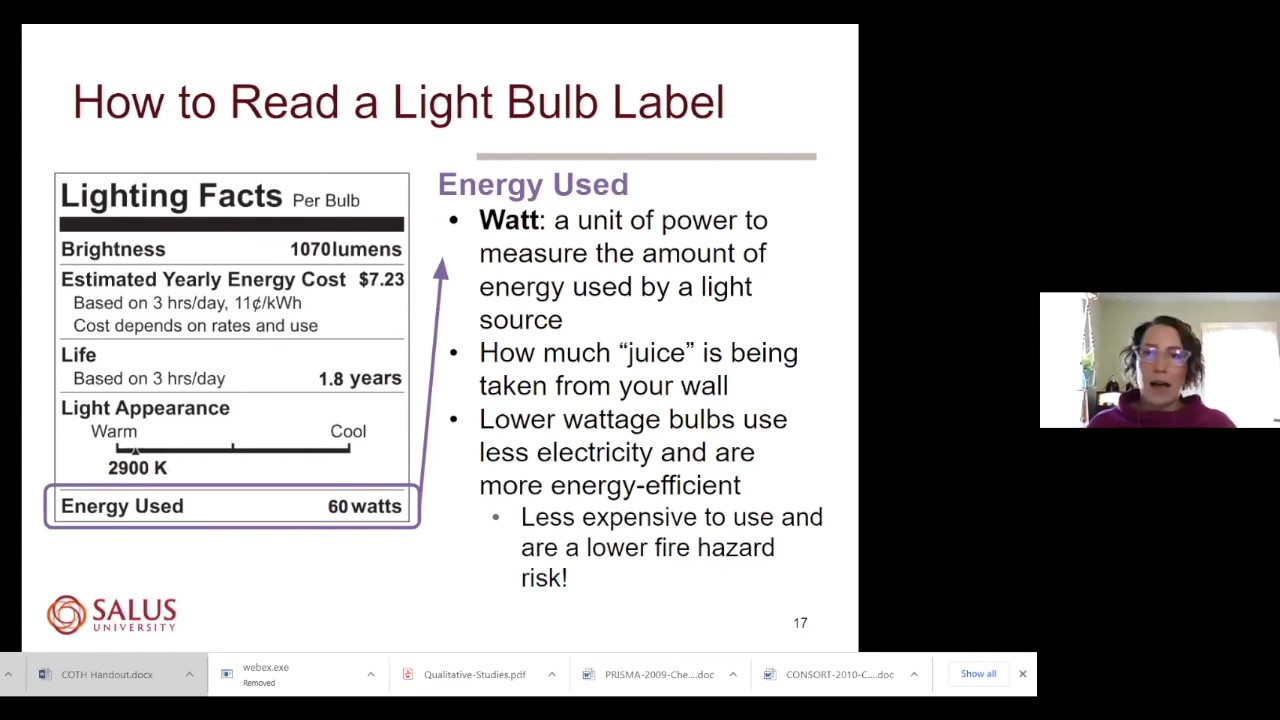 How to Read a Light Bulb Label
Lighting Facts Per Bulb
Brightness 1070 lumens
Estimated Yearly Energy Cost $7.23
Based on 3 hrs/day, 11¢/kWh
Cost depends on rates and use
Life
Based on 3 hrs/day 1.8 years
Light Appearance
Warm Cool
2900 K
Energy Used 60 watts
Energy Used
• Watt: a unit of power to
measure the amount of
energy used by a light
source
• How much “juice” is being
taken from your wall
• Lower wattage bulbs use
less electricity and are
more energy-efficient
• Less expensive to use and
are a lower fire hazard
risk!
SALUS
UNIVERSITY
17
COTH Handout.docx
webex.exe
Removed
Qualitative-Studies.pdf
PRISMA-2009-Che....doc
CONSORT-2010-C....doc
Show all